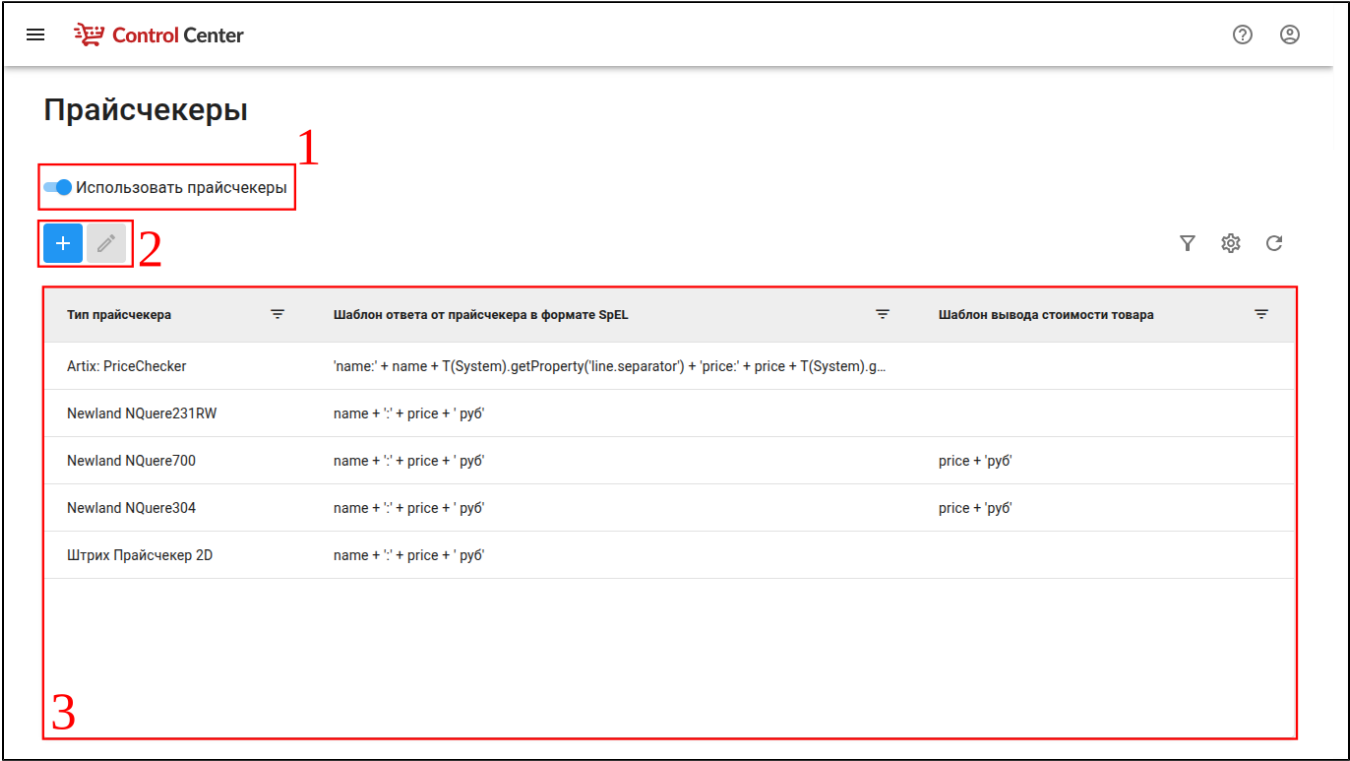 Control Center
Прайсчекеры
1
Использовать прайсчекеры
2
Тип прайсчекера Шаблон ответа от прайсчекера в формате SpEL Шаблон вывода стоимости товара
Artix: PriceChecker 'name:' + name + T(System).getProperty('line.separator') + 'price:' + price + T(System).g...
Newland NQuere231RW name + ':' + price + ' руб'
Newland NQuere700 name + ':' + price + ' руб' price + 'руб'
Newland NQuere304 name + ':' + price + ' руб' price + 'руб'
Штрих Прайсчекер 2D name + ':' + price + ' руб'
3